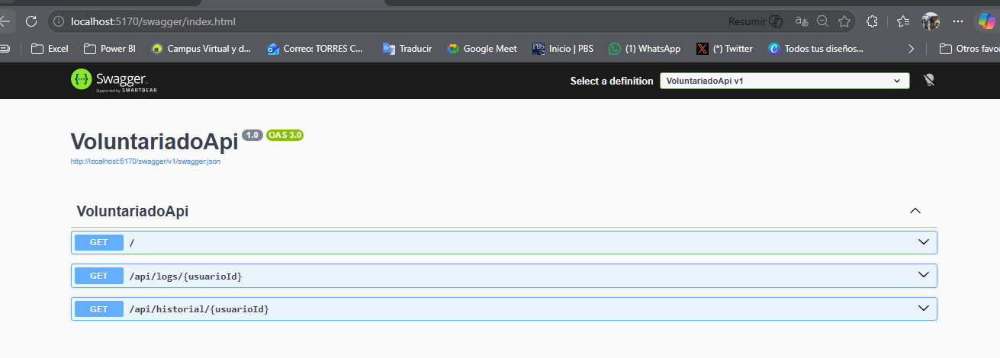 localhost:5170/swagger/index.html
Resumir
Excel
Power BI
Campus Virtual y d...
Correo: TORRES C...
Traducir
Google Meet
PBS
Inicio | PBS
(1) WhatsApp
(*) Twitter
Todos tus diseños...
Otros favor
{···} Swagger.
Supported by SMARTBEAR
Select a definition
VoluntariadoApi v1
VoluntariadoApi 1.0 OAS 3.0
http://localhost:5170/swagger/v1/swagger.json
VoluntariadoApi
GET /
GET /api/logs/{usuarioId}
GET /api/historial/{usuarioId}